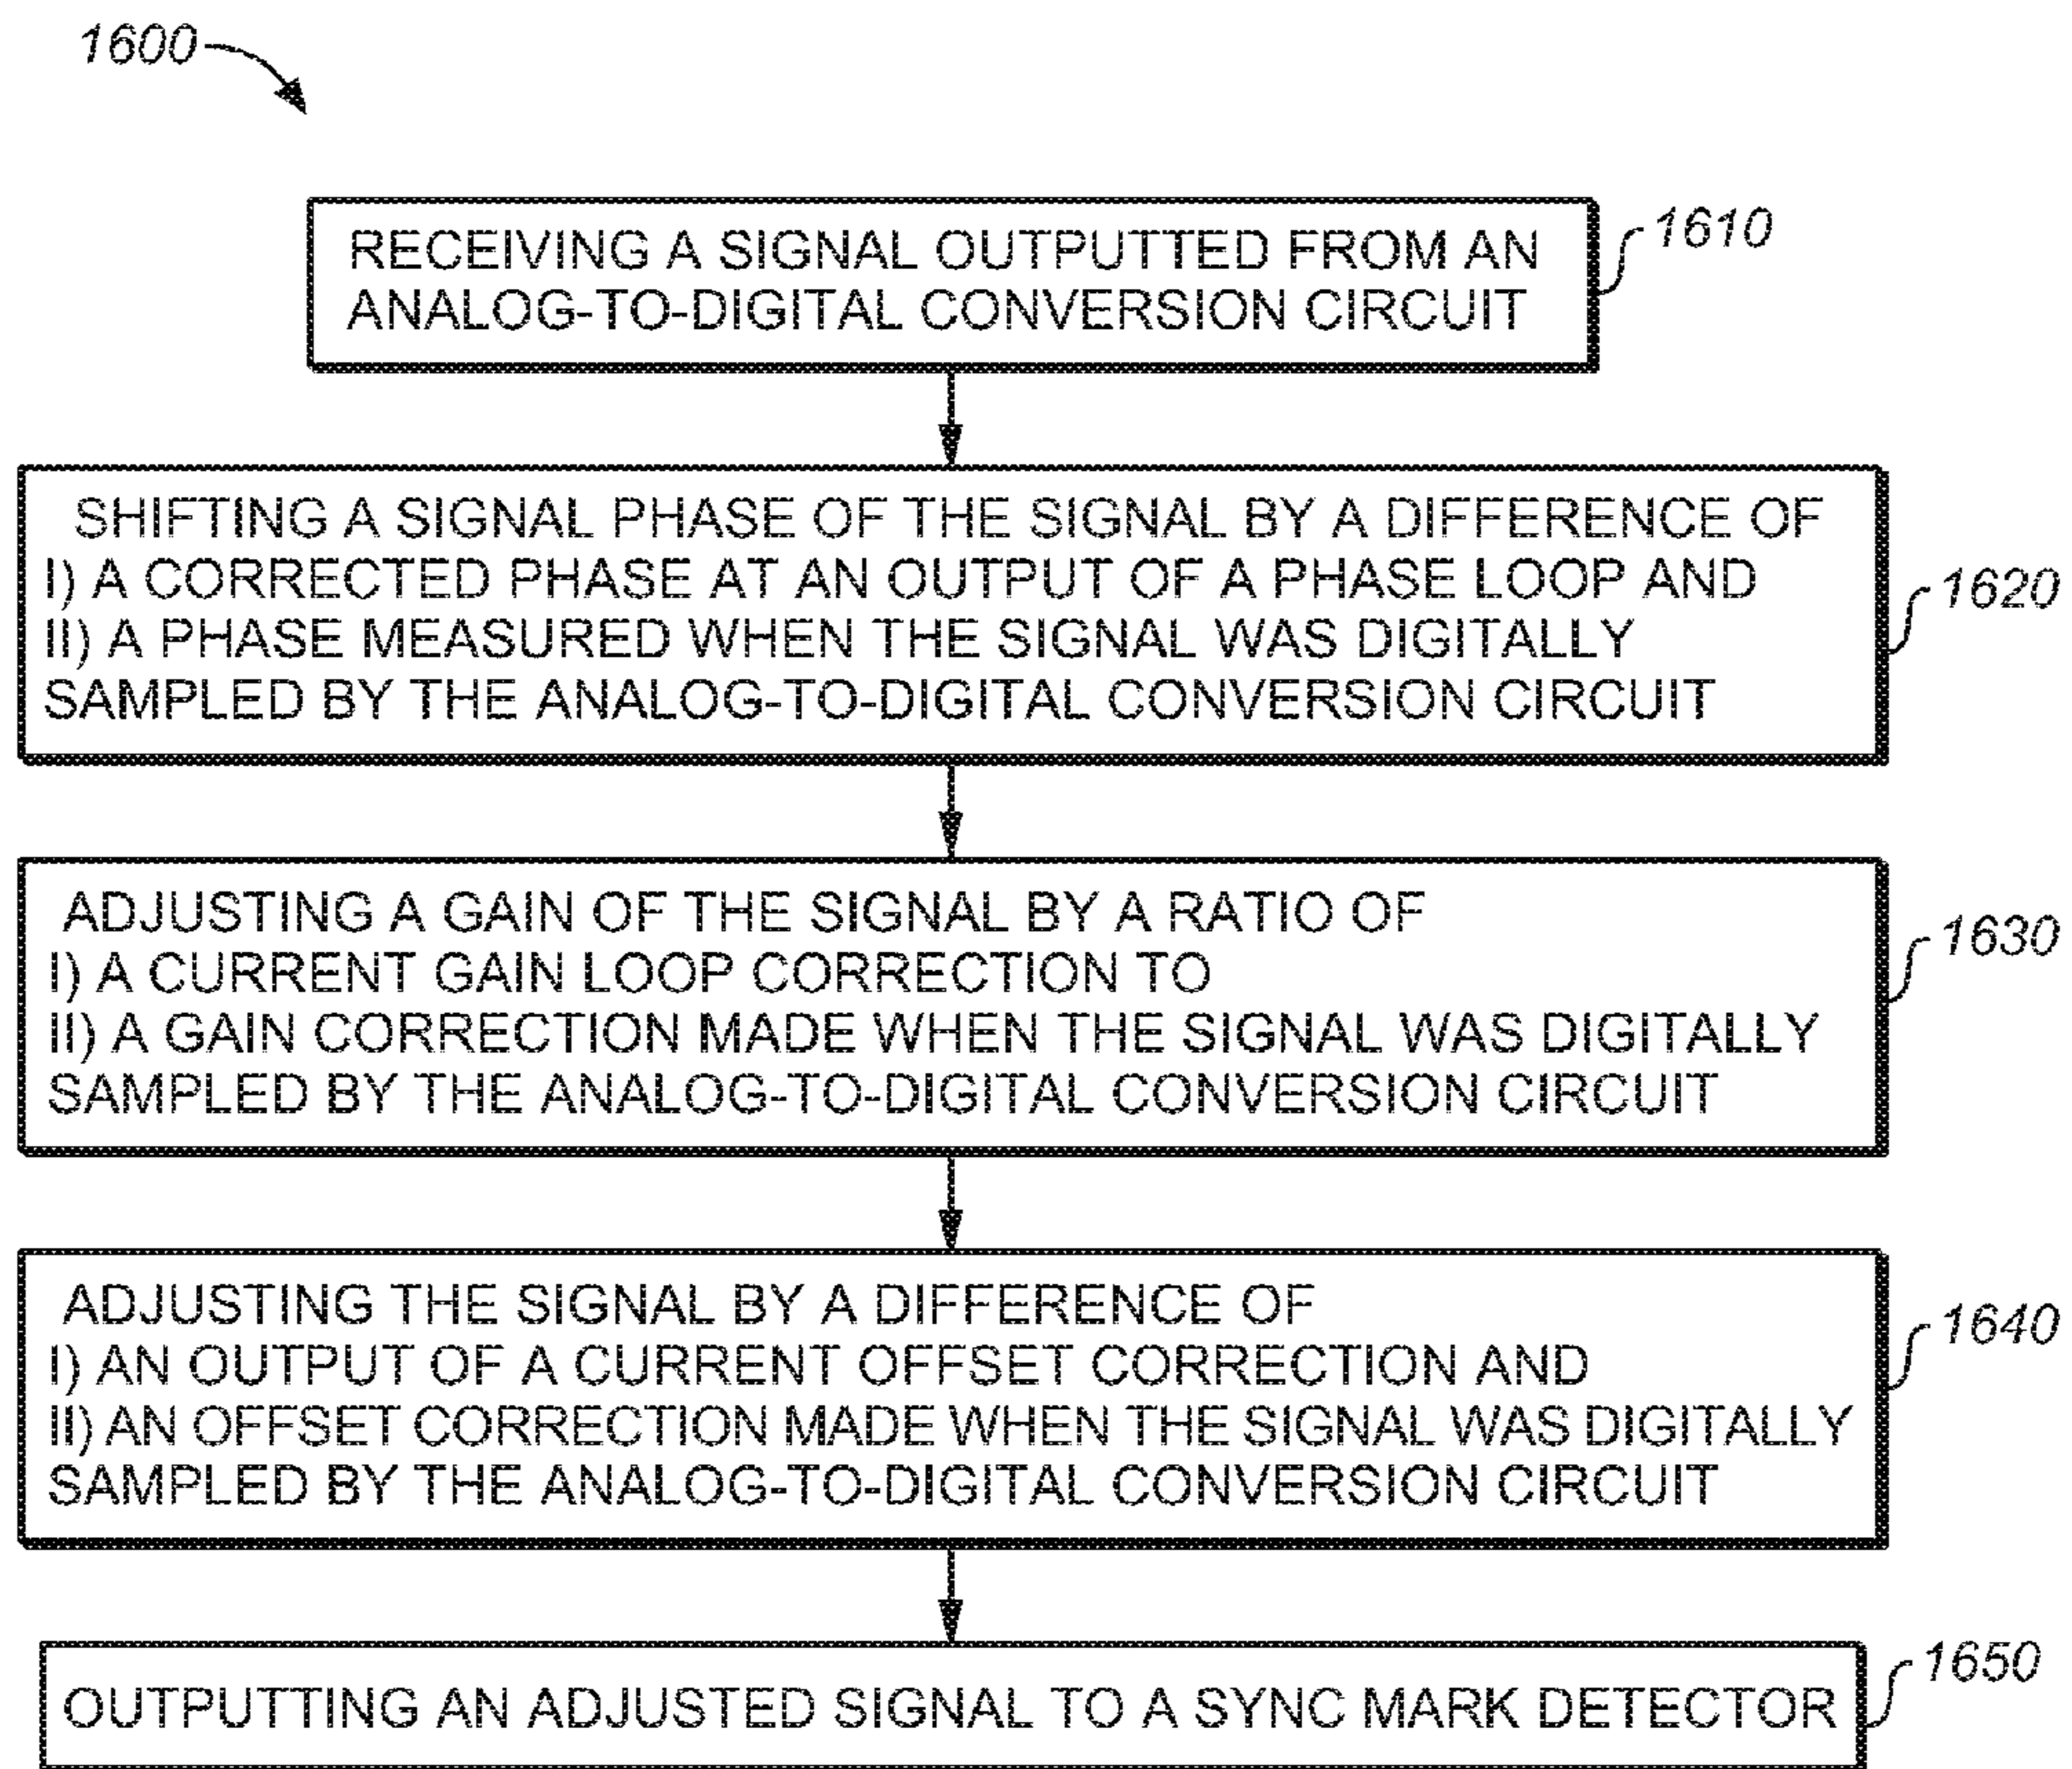 1600
RECEIVING A SIGNAL OUTPUTTED FROM AN
ANALOG-TO-DIGITAL CONVERSION CIRCUIT
1610
SHIFTING A SIGNAL PHASE OF THE SIGNAL BY A DIFFERENCE OF
I) A CORRECTED PHASE AT AN OUTPUT OF A PHASE LOOP AND
II) A PHASE MEASURED WHEN THE SIGNAL WAS DIGITALLY
SAMPLED BY THE ANALOG-TO-DIGITAL CONVERSION CIRCUIT
1620
ADJUSTING A GAIN OF THE SIGNAL BY A RATIO OF
I) A CURRENT GAIN LOOP CORRECTION TO
II) A GAIN CORRECTION MADE WHEN THE SIGNAL WAS DIGITALLY
SAMPLED BY THE ANALOG-TO-DIGITAL CONVERSION CIRCUIT
1630
ADJUSTING THE SIGNAL BY A DIFFERENCE OF
I) AN OUTPUT OF A CURRENT OFFSET CORRECTION AND
II) AN OFFSET CORRECTION MADE WHEN THE SIGNAL WAS DIGITALLY
SAMPLED BY THE ANALOG-TO-DIGITAL CONVERSION CIRCUIT
1640
OUTPUTTING AN ADJUSTED SIGNAL TO A SYNC MARK DETECTOR
1650